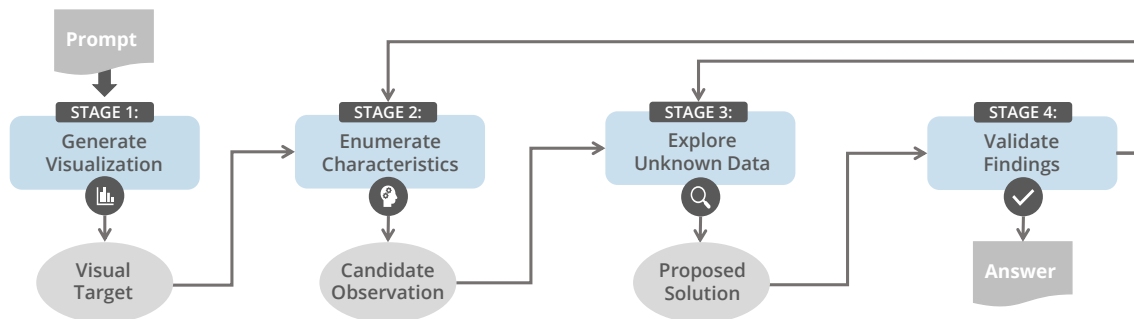 Prompt
STAGE 1:
Generate
Visualization
Visual
Target
STAGE 2:
Enumerate
Characteristics
Candidate
Observation
STAGE 3:
Explore
Unknown Data
Proposed
Solution
STAGE 4:
Validate
Findings
Answer